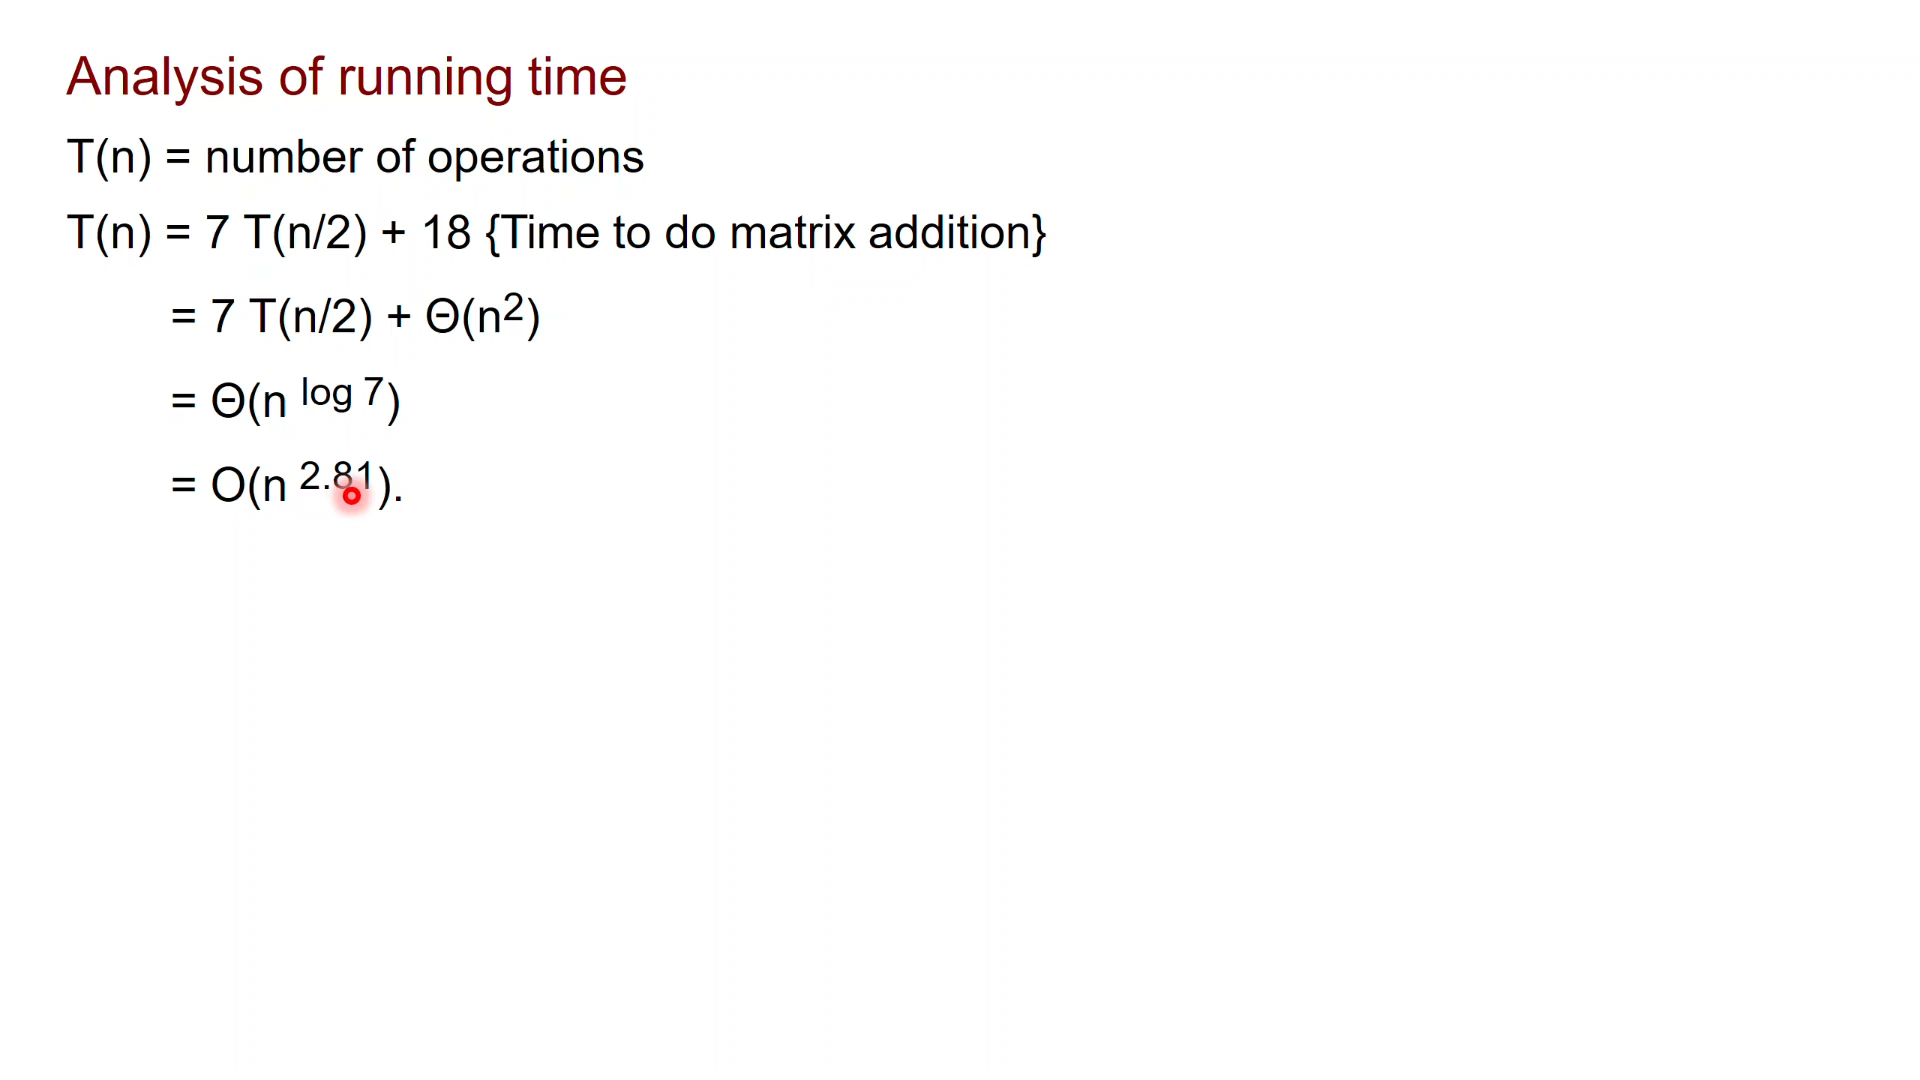 Analysis of running time
T(n) = number of operations
T(n) = 7 T(n/2) + 18 {Time to do matrix addition}
= 7 T(n/2) + Θ(n²)
= Θ(n ^log 7)
= O(n ^2.81).